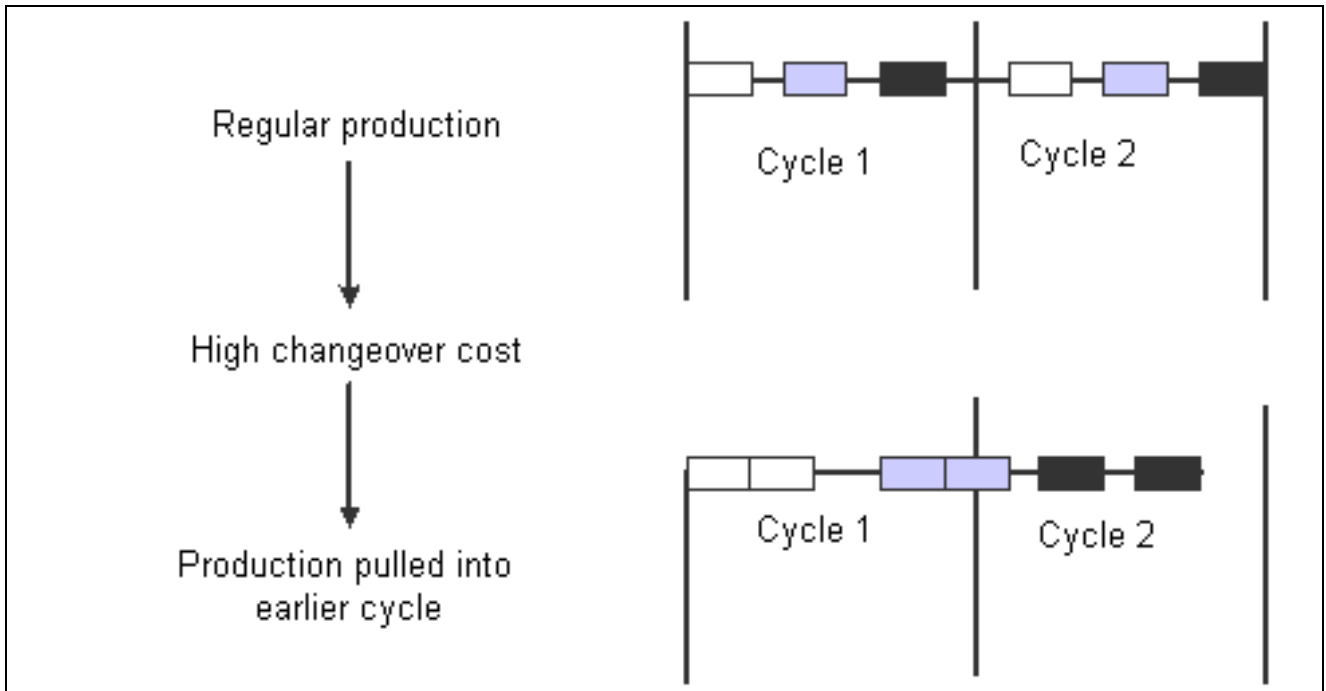 Regular production
Cycle 1
Cycle 2
High changeover cost
Cycle 1
Cycle 2
Production pulled into
earlier cycle